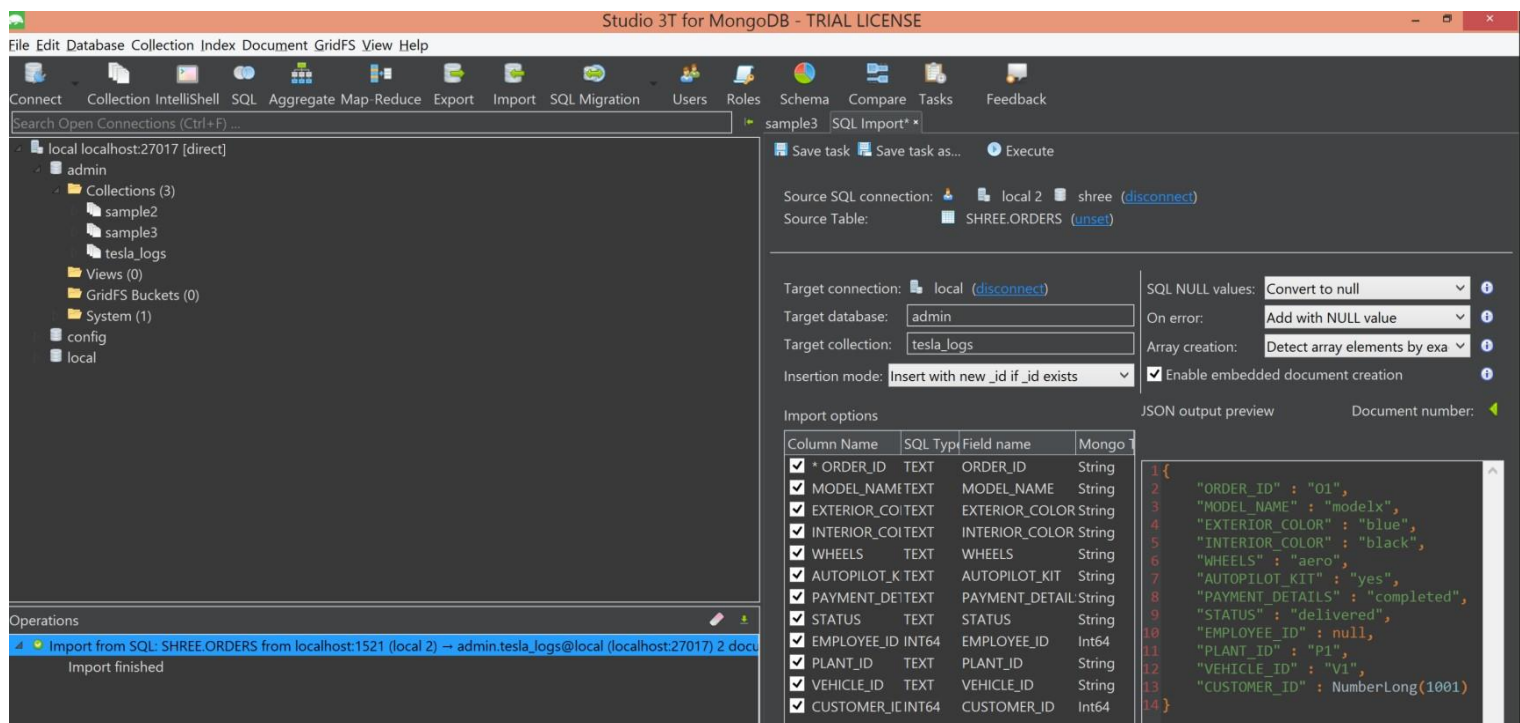 Studio 3T for MongoDB - TRIAL LICENSE
File Edit Database Collection Index Document GridFS View Help
Connect Collection IntelliShell SQL Aggregate Map-Reduce Export Import SQL Migration Users Roles Schema Compare Tasks Feedback
Search Open Connections (Ctrl+F) ...
sample3 SQL Import*
local localhost:27017 [direct]
admin
Collections (3)
sample2
sample3
tesla_logs
Views (0)
GridFS Buckets (0)
System (1)
config
local
Operations
Import from SQL: SHREE.ORDERS from localhost:1521 (local 2) → admin.tesla_logs@local (localhost:27017) 2 docu
Import finished
Save task Save task as... Execute
Source SQL connection: local 2 shree (disconnect)
Source Table: SHREE.ORDERS (unset)
Target connection: local (disconnect)
Target database: admin
Target collection: tesla_logs
Insertion mode: Insert with new _id if _id exists
SQL NULL values: Convert to null
On error: Add with NULL value
Array creation: Detect array elements by exa
Enable embedded document creation
Import options
Column Name SQL Type Field name Mongo T
* ORDER_ID TEXT ORDER_ID String
MODEL_NAME TEXT MODEL_NAME String
EXTERIOR_CO TEXT EXTERIOR_COLOR String
INTERIOR_COL TEXT INTERIOR_COLOR String
WHEELS TEXT WHEELS String
AUTOPILOT_K TEXT AUTOPILOT_KIT String
PAYMENT_DET TEXT PAYMENT_DETAIL String
STATUS TEXT STATUS String
EMPLOYEE_ID INT64 EMPLOYEE_ID Int64
PLANT_ID TEXT PLANT_ID String
VEHICLE_ID TEXT VEHICLE_ID String
CUSTOMER_ID INT64 CUSTOMER_ID Int64
JSON output preview Document number:
1 {
2 "ORDER_ID" : "O1",
3 "MODEL_NAME" : "modelx",
4 "EXTERIOR_COLOR" : "blue",
5 "INTERIOR_COLOR" : "black",
6 "WHEELS" : "aero",
7 "AUTOPILOT_KIT" : "yes",
8 "PAYMENT_DETAILS" : "completed",
9 "STATUS" : "delivered",
10 "EMPLOYEE_ID" : null,
11 "PLANT_ID" : "P1",
12 "VEHICLE_ID" : "V1",
13 "CUSTOMER_ID" : NumberLong(1001)
14 }